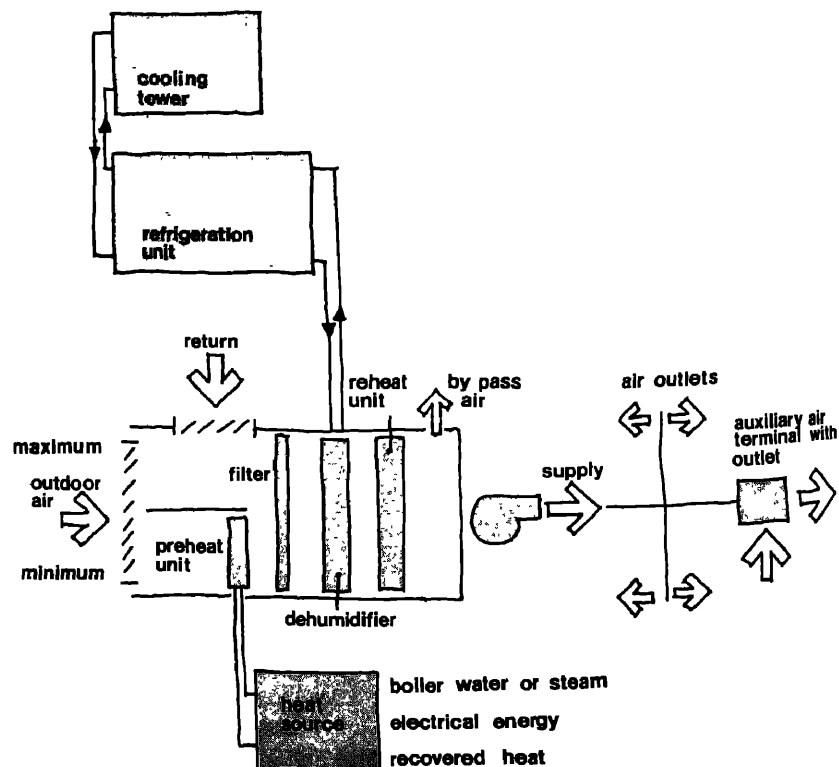 cooling
tower
refrigeration
unit
return
reheat
unit
by pass
air
air outlets
auxiliary air
terminal with
outlet
maximum
outdoor
air
minimum
filter
preheat
unit
supply
dehumidifier
heat
source
boiler water or steam
electrical energy
recovered heat